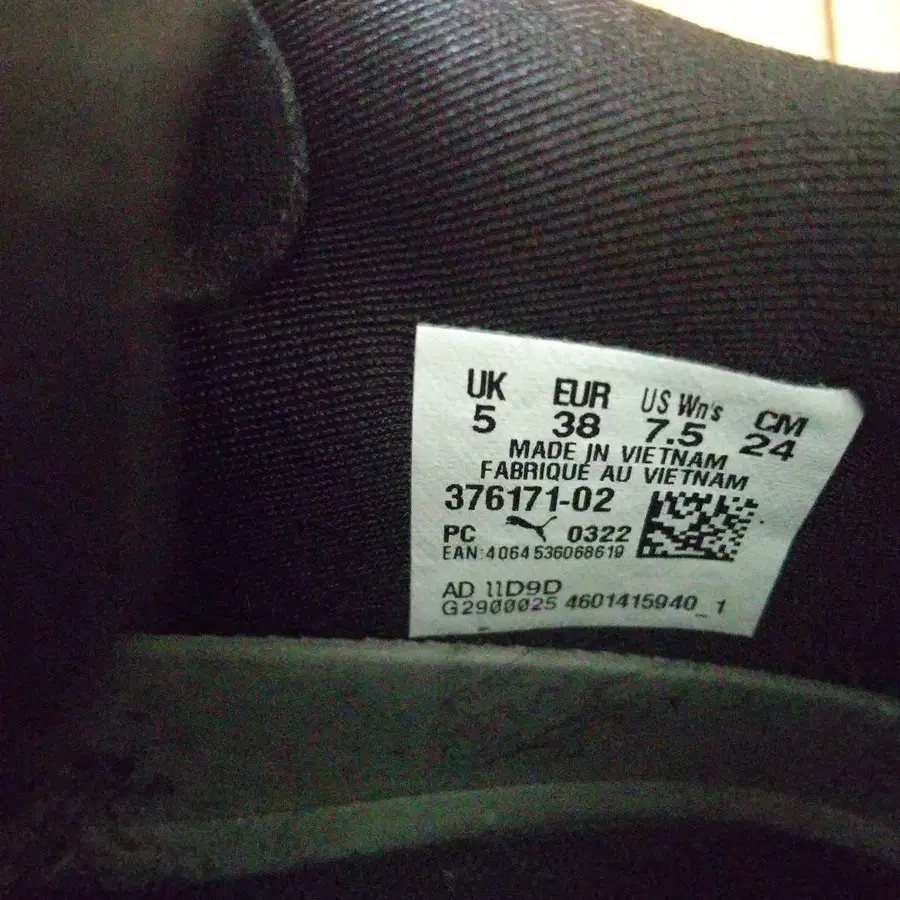 UK EUR US Wn's CM
5 38 7.5 24
MADE IN VIETNAM
FABRIQUÉ AU VIETNAM
376171-02
PC 0322
EAN:4064536068619
AD 11D9D
G2900025 4601415940_1